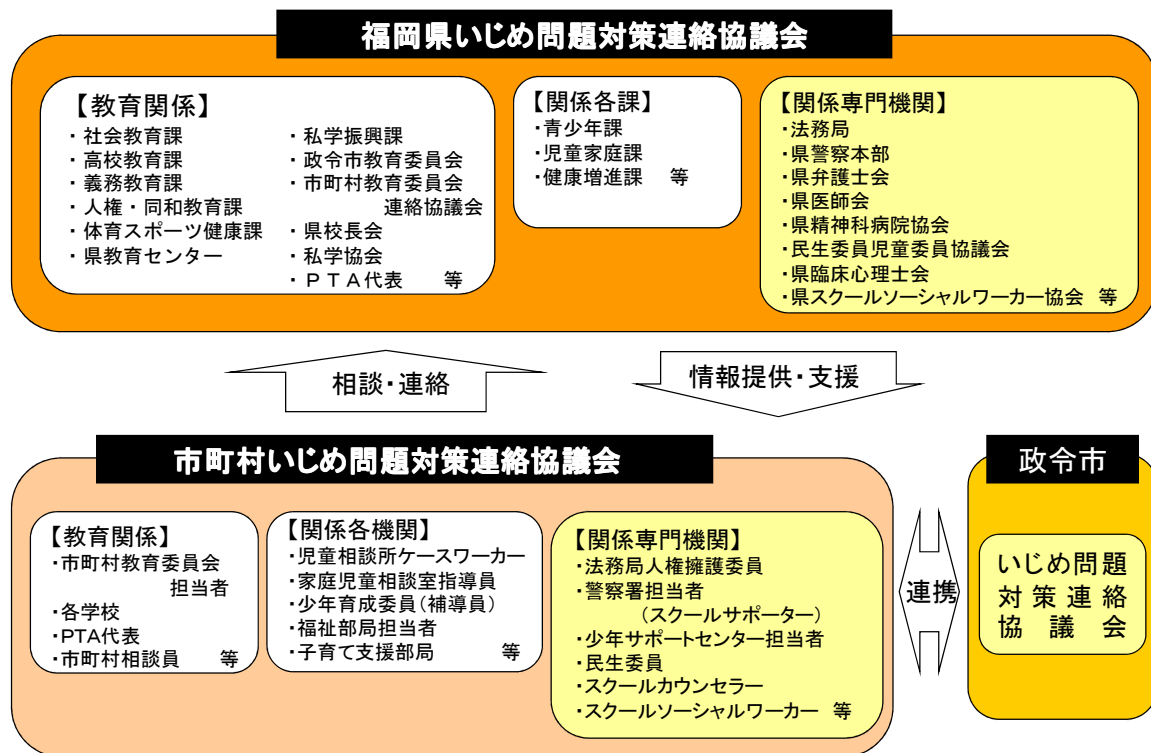 福岡県いじめ問題対策連絡協議会
【教育関係】
・社会教育課
・高校教育課
・義務教育課
・人権・同和教育課
・体育スポーツ健康課
・県教育センター
・私学振興課
・政令市教育委員会
・市町村教育委員会
連絡協議会
・県校長会
・私学協会
・ＰＴＡ代表　等
【関係各課】
・青少年課
・児童家庭課
・健康増進課　等
【関係専門機関】
・法務局
・県警察本部
・県弁護士会
・県医師会
・県精神科病院協会
・民生委員児童委員協議会
・県臨床心理士会
・県スクールソーシャルワーカー協会　等
相談・連絡
情報提供・支援
市町村いじめ問題対策連絡協議会
【教育関係】
・市町村教育委員会
担当者
・各学校
・PTA代表
・市町村相談員　等
【関係各機関】
・児童相談所ケースワーカー
・家庭児童相談室指導員
・少年育成委員（補導員）
・福祉部局担当者
・子育て支援部局　等
【関係専門機関】
・法務局人権擁護委員
・警察署担当者
（スクールサポーター）
・少年サポートセンター担当者
・民生委員
・スクールカウンセラー
・スクールソーシャルワーカー　等
連携
政令市
いじめ問題
対策連絡
協議会